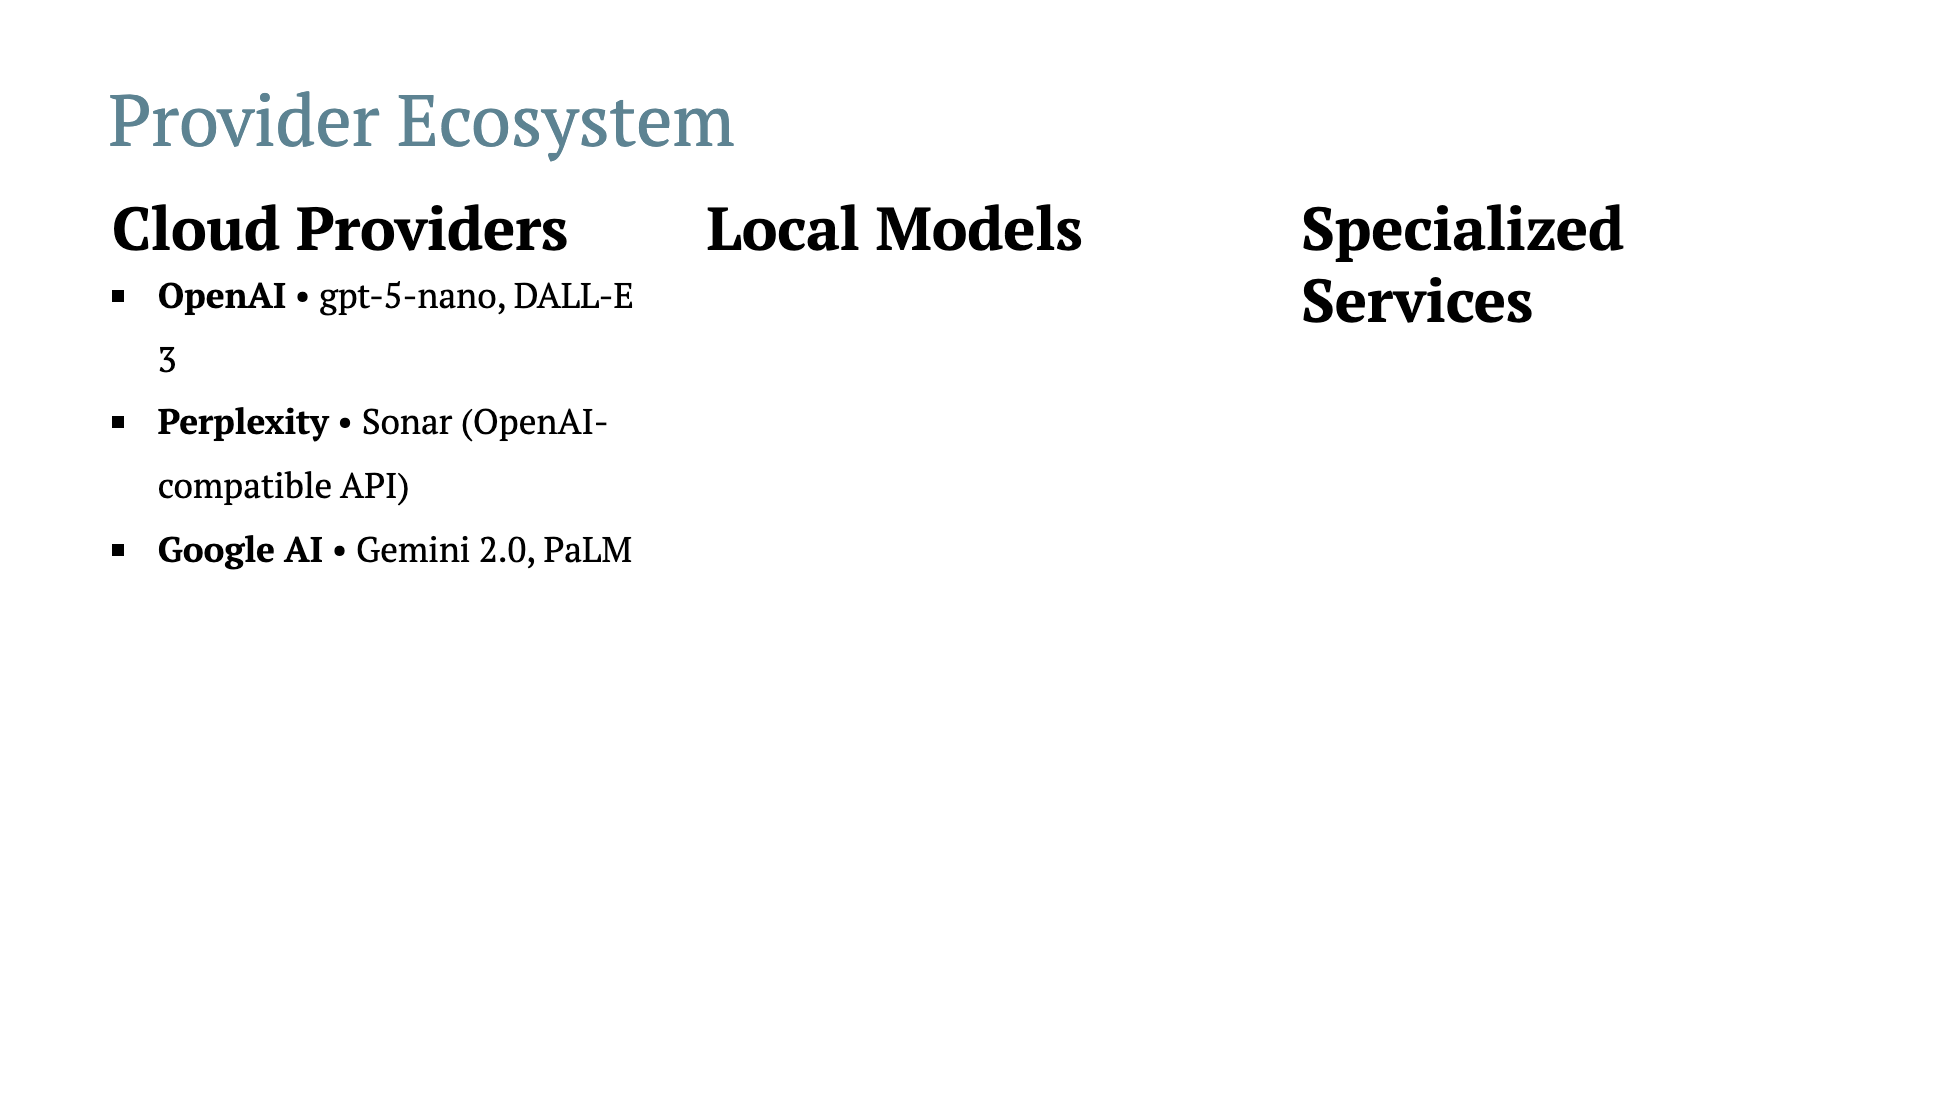 Provider Ecosystem
Cloud Providers
▪ OpenAI • gpt-5-nano, DALL-E
3
▪ Perplexity • Sonar (OpenAI-
compatible API)
▪ Google AI • Gemini 2.0, PaLM
Local Models
Specialized
Services